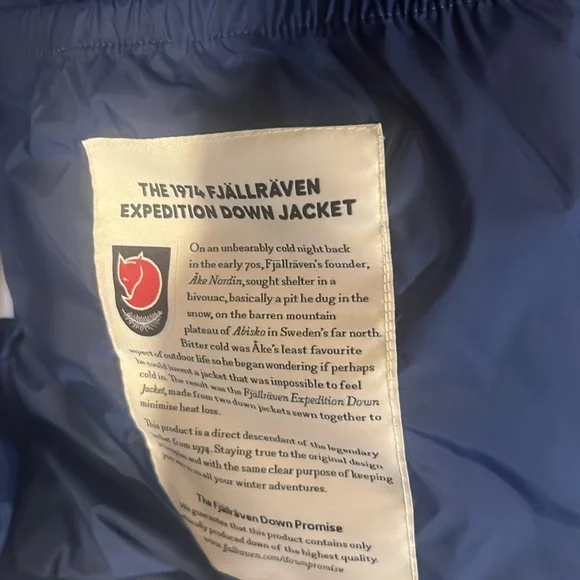 THE 1974 FJÄLLRÄVEN
EXPEDITION DOWN JACKET
On an unbearably cold night back
in the early 70s, Fjällräven's founder,
Åke Nordin, sought shelter in a
bivouac, basically a pit he dug in the
snow, on the barren mountain
plateau of Abisko in Sweden's far north.
Bitter cold was Åke's least favourite
aspect of outdoor life so he began wondering if perhaps
he could invent a jacket that was impossible to feel
cold in. The result was the Fjällräven Expedition Down
Jacket, made from two down jackets sewn together to
minimise heat loss.
This product is a direct descendant of the legendary
jacket from 1974. Staying true to the original design
and with the same clear purpose of keeping
you warm on all your winter adventures.
The Fjällräven Down Promise
We guarantee that this product contains only
ethically produced down of the highest quality.
www.fjallraven.com/downpromise